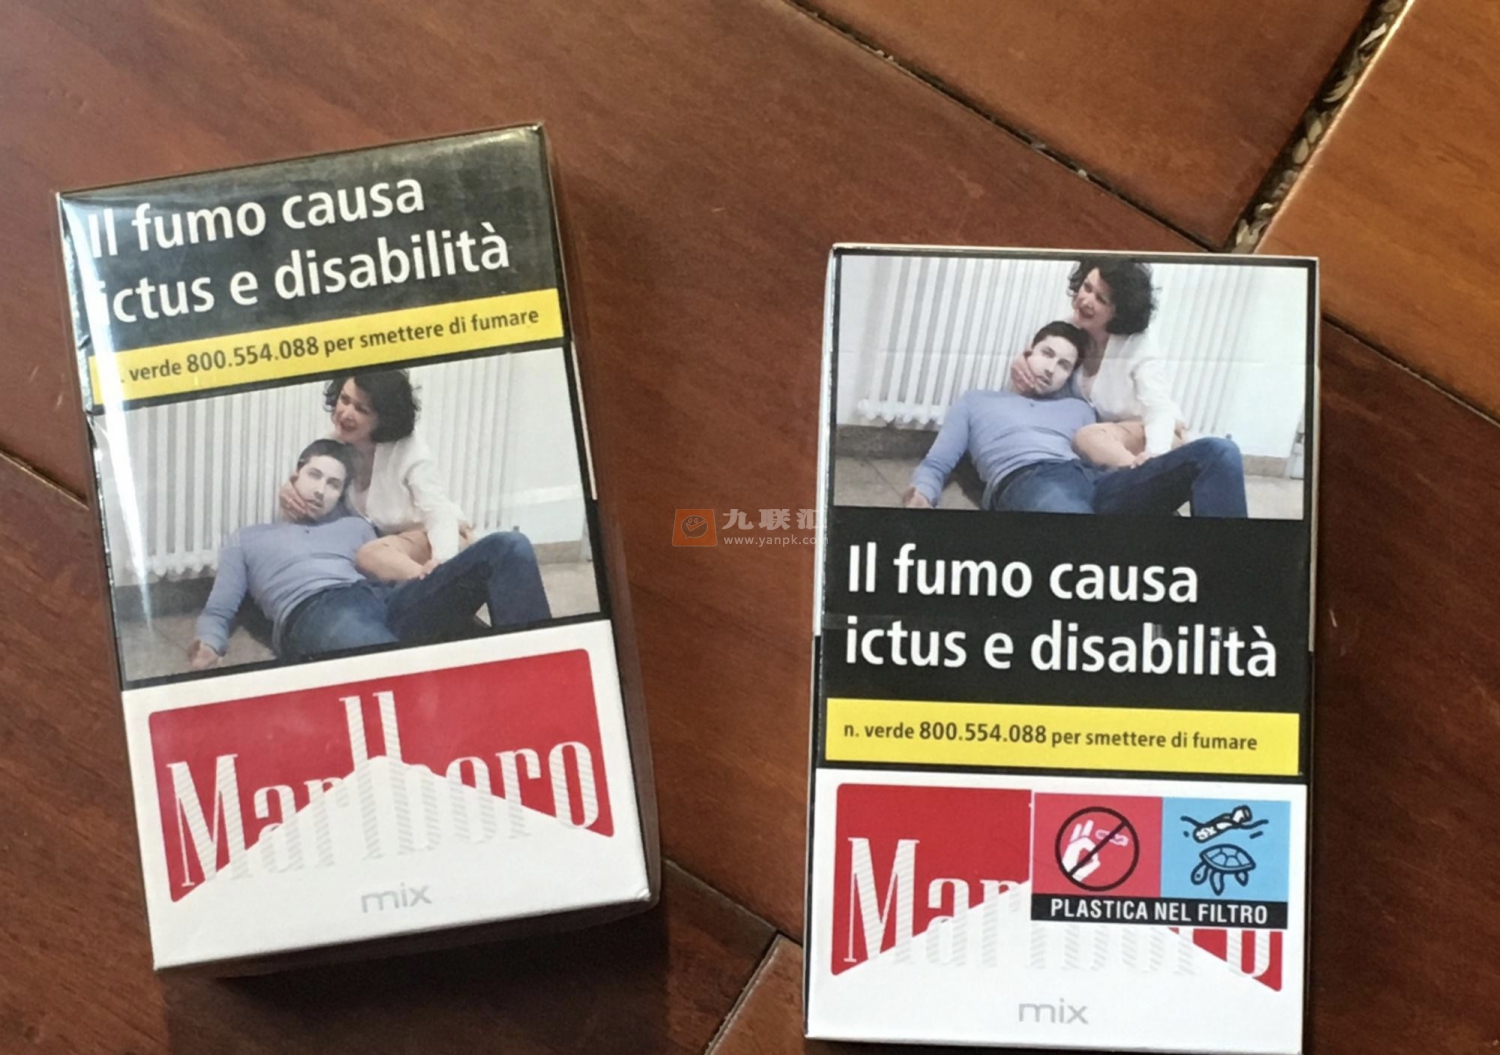 Il fumo causa
ictus e disabilità
. verde 800.554.088 per smettere di fumare
Marlboro
mix
Il fumo causa
ictus e disabilità
n. verde 800.554.088 per smettere di fumare
Marlboro
PLASTICA NEL FILTRO
mix
九联汇
www.yanpk.com